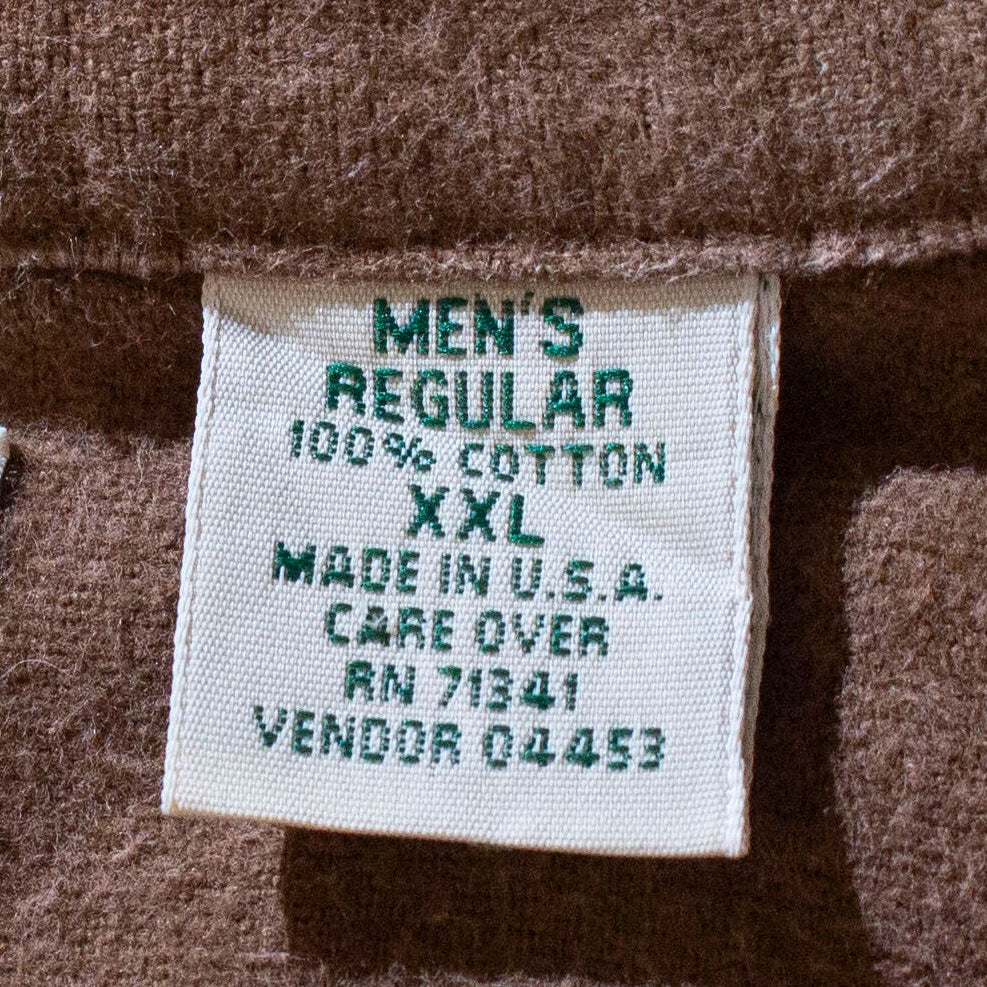 MEN'S
REGULAR
100% COTTON
XXL
MADE IN U.S.A.
CARE OVER
RN 71341
VENDOR 04453